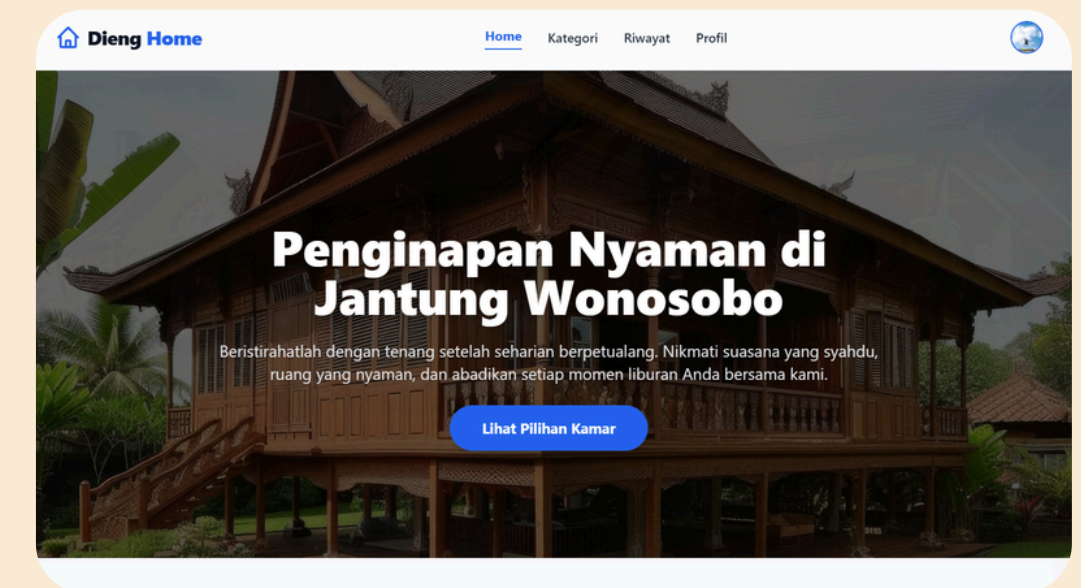 Dieng Home
Home
Kategori
Riwayat
Profil
Penginapan Nyaman di
Jantung Wonosobo
Beristirahatlah dengan tenang setelah seharian berpetualang. Nikmati suasana yang syahdu,
ruang yang nyaman, dan abadikan setiap momen liburan Anda bersama kami.
Lihat Pilihan Kamar